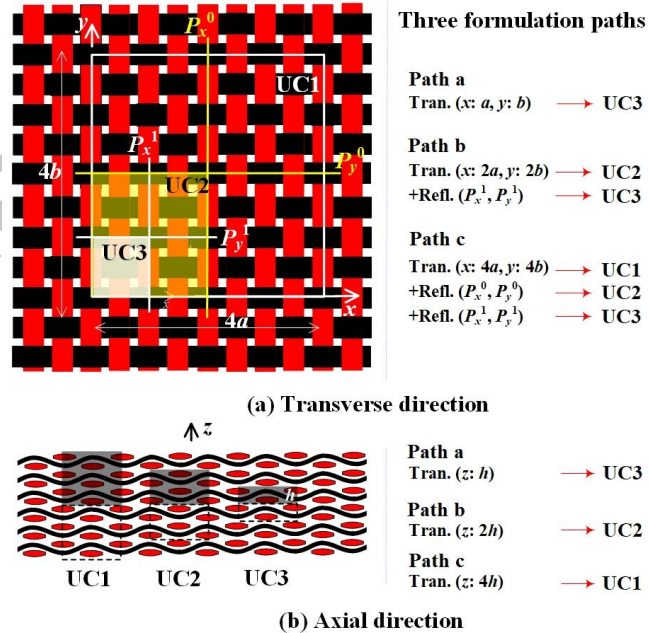 y
P_x^0
UC1
P_x^1
4b
P_y^0
UC2
P_y^1
UC3
x
4a
Three formulation paths
Path a
Tran. (x: a, y: b) → UC3
Path b
Tran. (x: 2a, y: 2b) → UC2
+Refl. (P_x^1, P_y^1) → UC3
Path c
Tran. (x: 4a, y: 4b) → UC1
+Refl. (P_x^0, P_y^0) → UC2
+Refl. (P_x^1, P_y^1) → UC3
(a) Transverse direction
z
h
UC1 UC2 UC3
Path a
Tran. (z: h) → UC3
Path b
Tran. (z: 2h) → UC2
Path c
Tran. (z: 4h) → UC1
(b) Axial direction